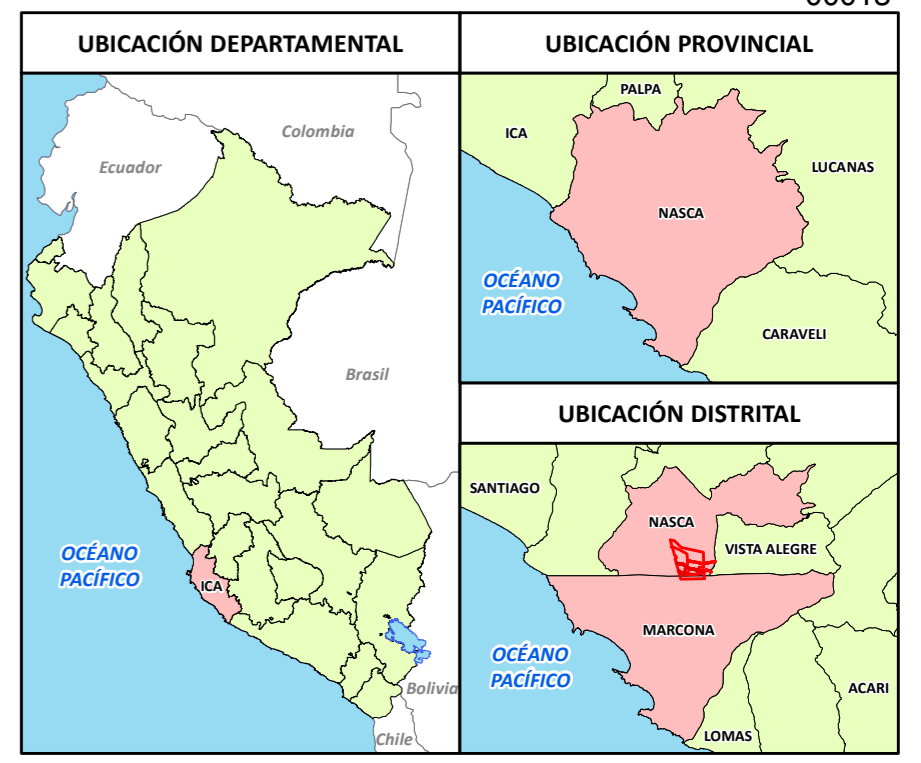 UBICACIÓN DEPARTAMENTAL
Colombia
Ecuador
Brasil
OCÉANO
PACÍFICO
ICA
Bolivia
Chile
UBICACIÓN PROVINCIAL
PALPA
ICA
LUCANAS
NASCA
OCÉANO
PACÍFICO
CARAVELI
UBICACIÓN DISTRITAL
SANTIAGO
NASCA
VISTA ALEGRE
MARCONA
OCÉANO
PACÍFICO
ACARI
LOMAS